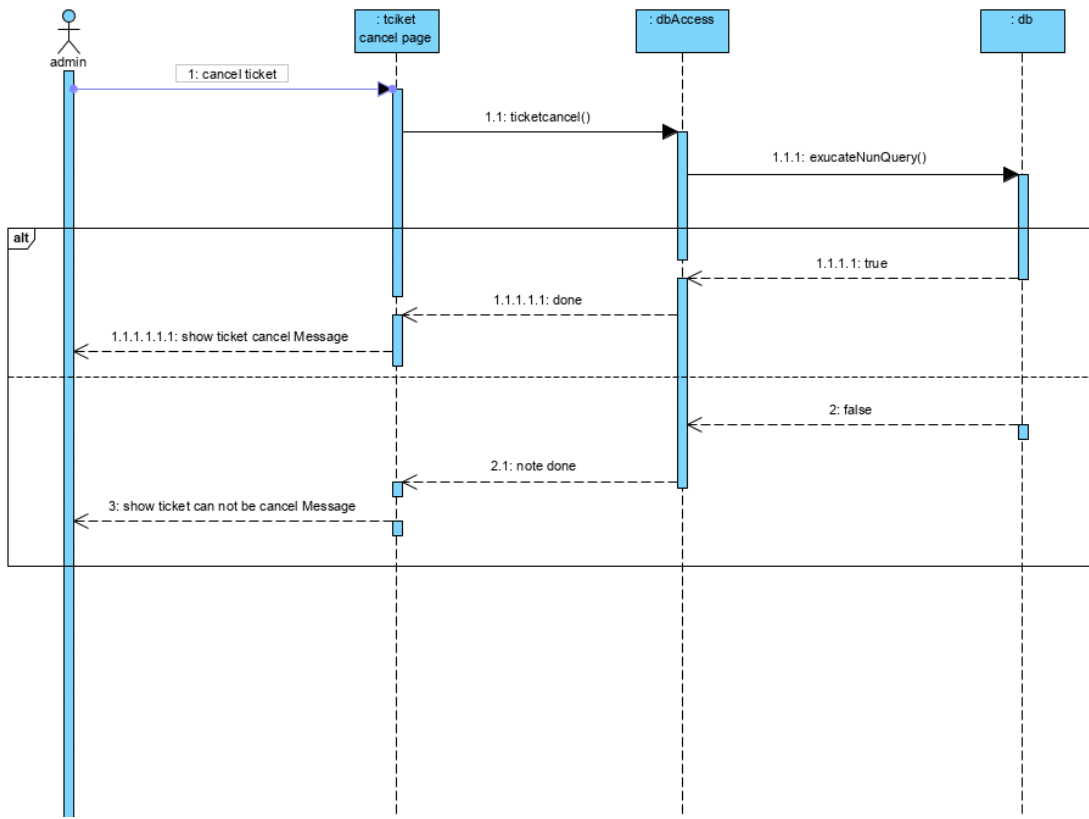 : tciket
cancel page
: dbAccess
: db
admin
1: cancel ticket
1.1: ticketcancel()
1.1.1: exucateNunQuery()
alt
1.1.1.1: true
1.1.1.1.1: done
1.1.1.1.1.1: show ticket cancel Message
2: false
2.1: note done
3: show ticket can not be cancel Message